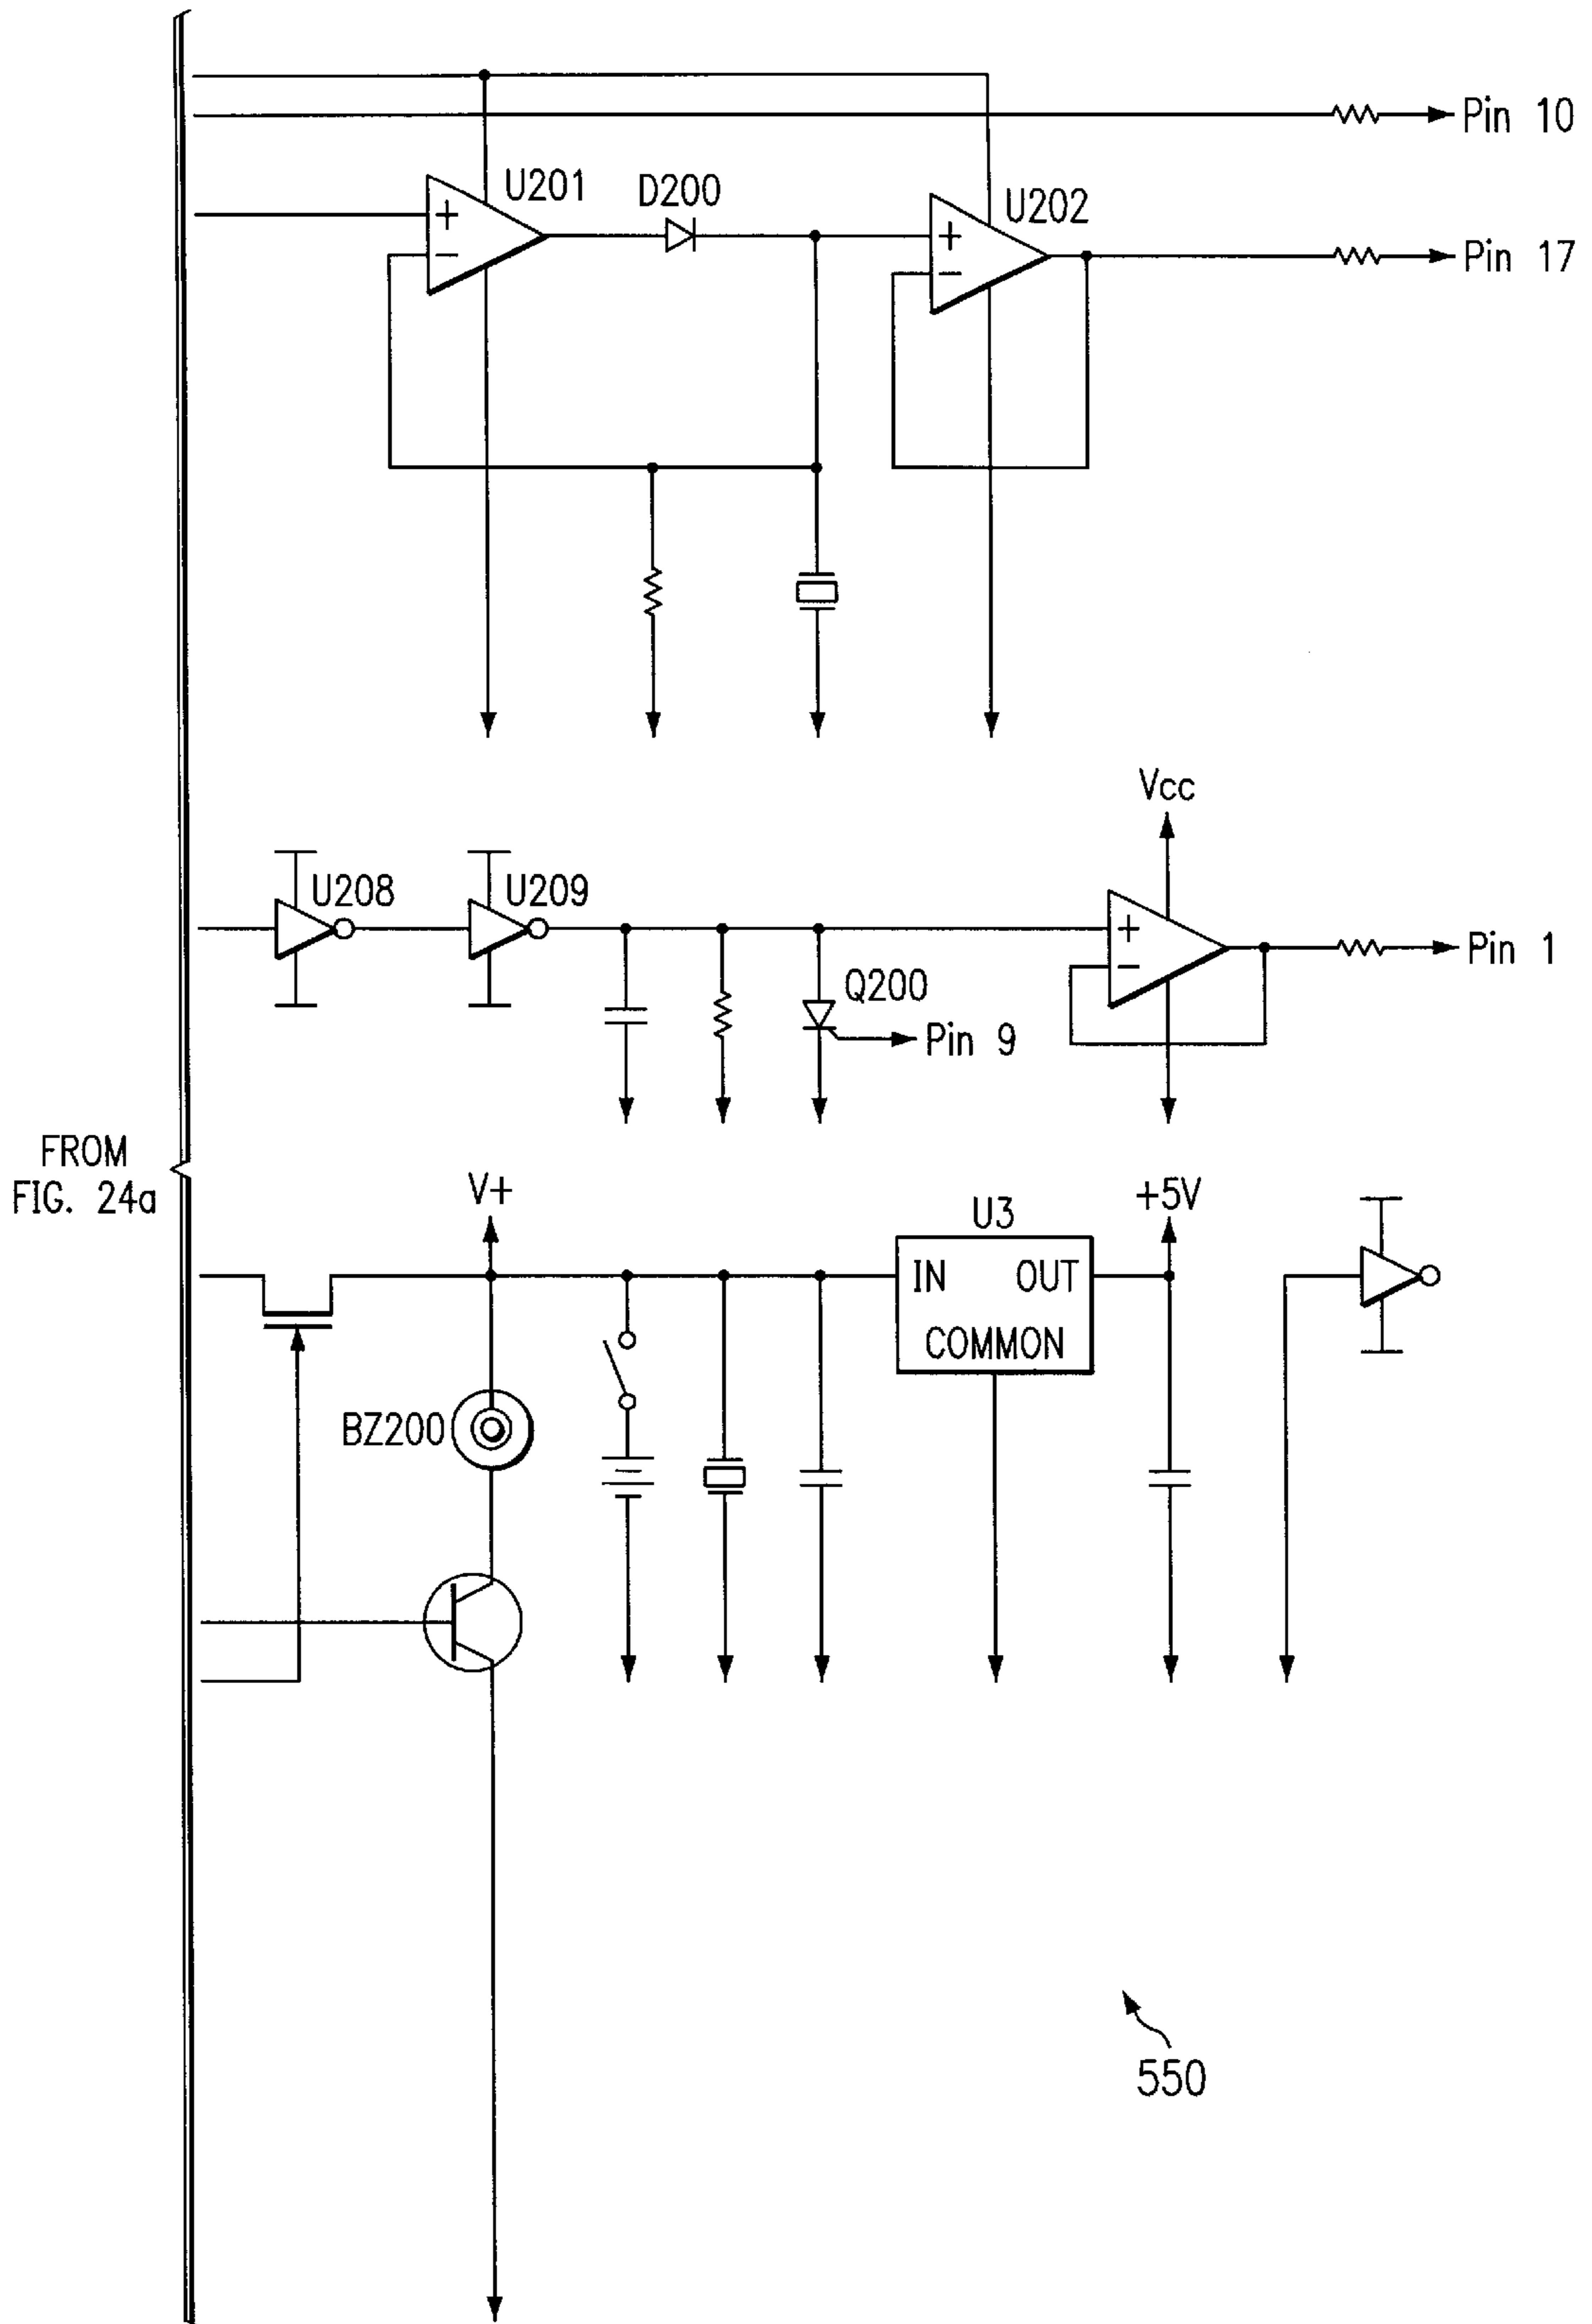 Pin 10
U201
D200
U202
+
-
+
-
Pin 17
Vcc
U208
U209
+
-
Pin 1
Q200
Pin 9
FROM
FIG. 24a
V+
U3
+5V
IN OUT
COMMON
BZ200
550